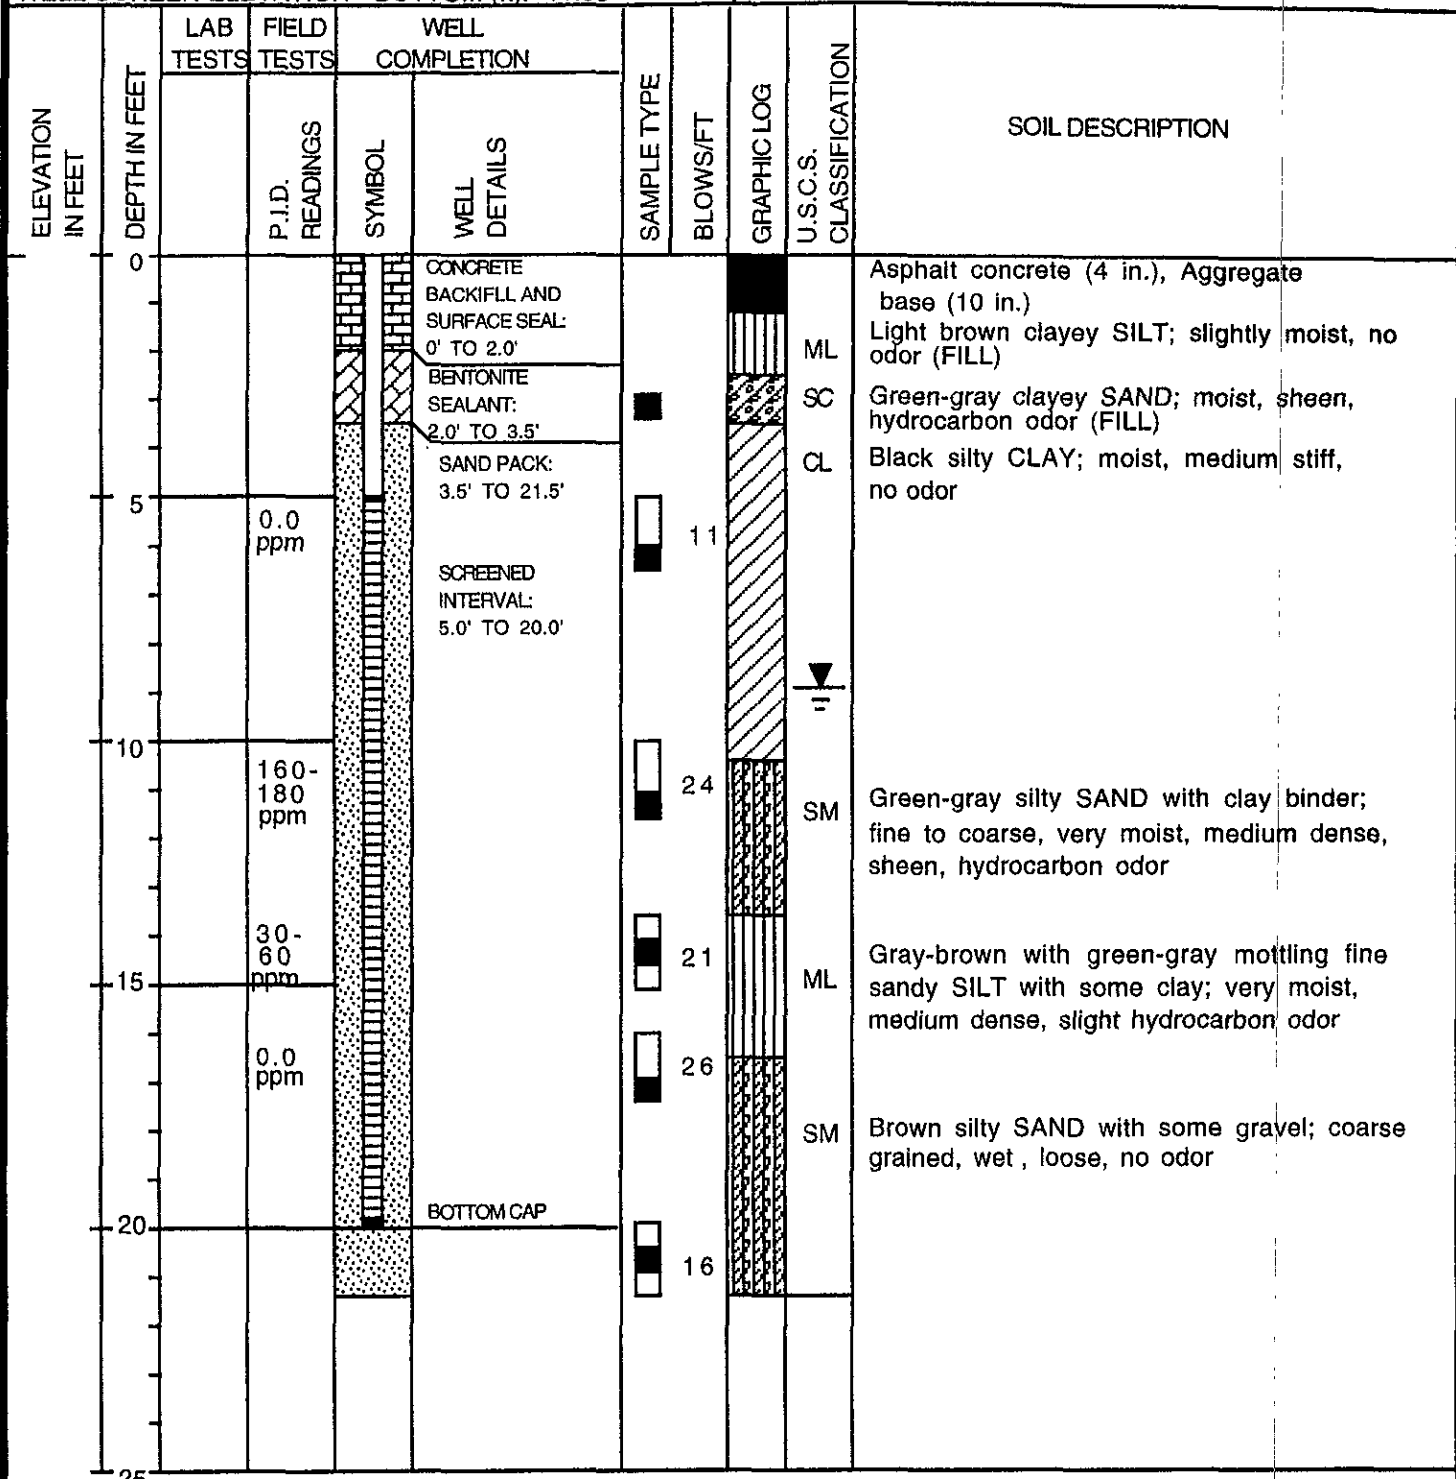 LAB TESTS
FIELD TESTS
WELL COMPLETION
ELEVATION IN FEET
DEPTH IN FEET
P.I.D. READINGS
SYMBOL
WELL DETAILS
SAMPLE TYPE
BLOWS/FT
GRAPHIC LOG
U.S.C.S. CLASSIFICATION
SOIL DESCRIPTION
0
CONCRETE
BACKIFLL AND
SURFACE SEAL:
0' TO 2.0'
Asphalt concrete (4 in.), Aggregate
base (10 in.)
ML
Light brown clayey SILT; slightly moist, no
odor (FILL)
BENTONITE
SEALANT:
2.0' TO 3.5'
SC
Green-gray clayey SAND; moist, sheen,
hydrocarbon odor (FILL)
SAND PACK:
3.5' TO 21.5'
CL
Black silty CLAY; moist, medium stiff,
no odor
5
0.0
ppm
11
SCREENED
INTERVAL:
5.0' TO 20.0'
10
160-
180
ppm
24
SM
Green-gray silty SAND with clay binder;
fine to coarse, very moist, medium dense,
sheen, hydrocarbon odor
30-
60
ppm
21
15
ML
Gray-brown with green-gray mottling fine
sandy SILT with some clay; very moist,
medium dense, slight hydrocarbon odor
0.0
ppm
26
SM
Brown silty SAND with some gravel; coarse
grained, wet , loose, no odor
BOTTOM CAP
20
16
25